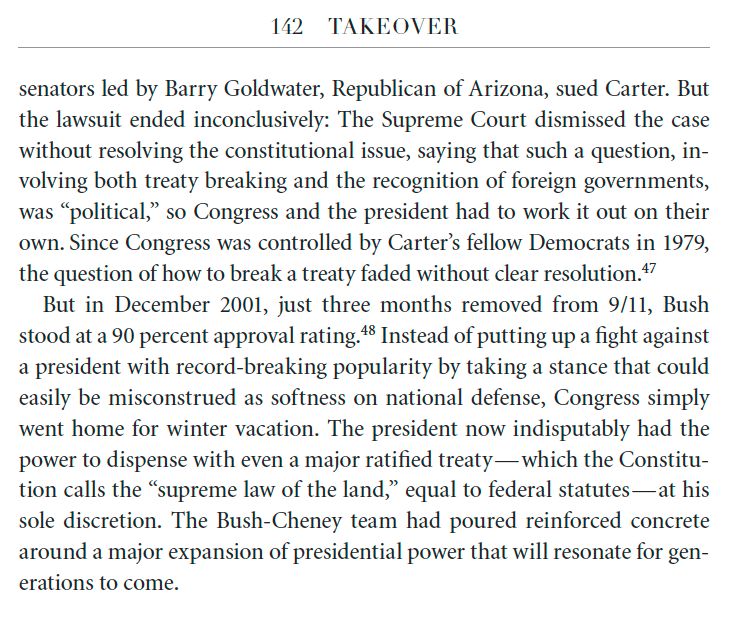 142 TAKEOVER
senators led by Barry Goldwater, Republican of Arizona, sued Carter. But
the lawsuit ended inconclusively: The Supreme Court dismissed the case
without resolving the constitutional issue, saying that such a question, in-
volving both treaty breaking and the recognition of foreign governments,
was “political,” so Congress and the president had to work it out on their
own. Since Congress was controlled by Carter’s fellow Democrats in 1979,
the question of how to break a treaty faded without clear resolution.47
But in December 2001, just three months removed from 9/11, Bush
stood at a 90 percent approval rating.48 Instead of putting up a fight against
a president with record-breaking popularity by taking a stance that could
easily be misconstrued as softness on national defense, Congress simply
went home for winter vacation. The president now indisputably had the
power to dispense with even a major ratified treaty—which the Constitu-
tion calls the “supreme law of the land,” equal to federal statutes—at his
sole discretion. The Bush-Cheney team had poured reinforced concrete
around a major expansion of presidential power that will resonate for gen-
erations to come.